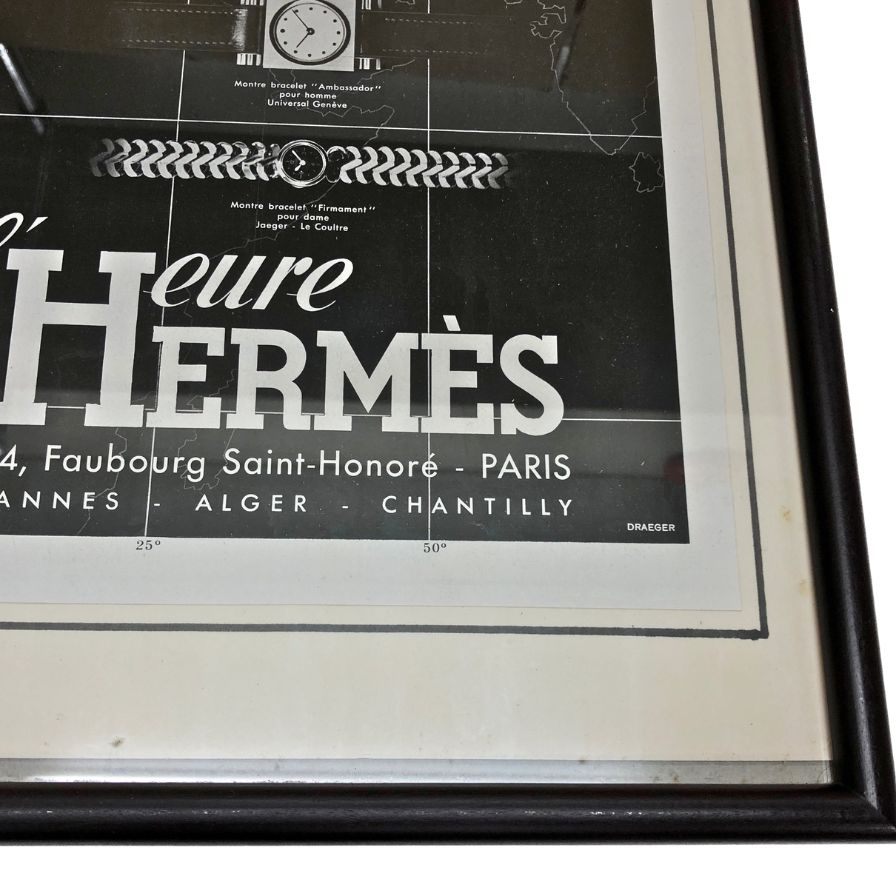 Montre bracelet "Ambassador"
pour homme
Universal Genève
Montre bracelet "Firmament"
pour dame
Jaeger - Le Coultre
l'Heure
HERMÈS
4, Faubourg Saint-Honoré - PARIS
ANNES - ALGER - CHANTILLY
DRAEGER
25° 50°